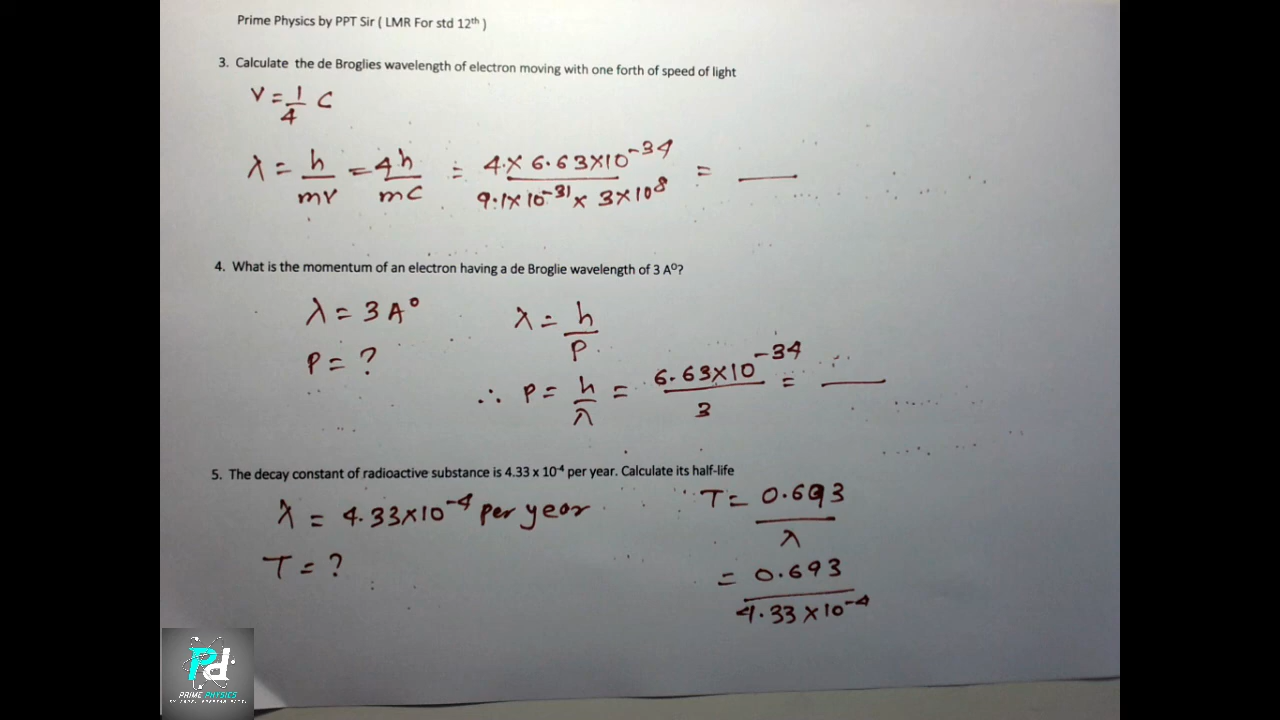 Prime Physics by PPT Sir ( LMR For std 12th )
3. Calculate the de Broglies wavelength of electron moving with one forth of speed of light
V = 1/4 C
λ = h/mv = 4h/mc = 4 × 6.63×10^-34 / 9.1×10^-31 × 3×10^8 = ___
4. What is the momentum of an electron having a de Broglie wavelength of 3 A⁰?
λ = 3 A°
λ = h/P
P = ?
∴ P = h/λ = 6.63×10^-34 / 3 = ___
5. The decay constant of radioactive substance is 4.33 x 10⁻⁴ per year. Calculate its half-life
λ = 4.33×10^-4 per year
T = 0.693/λ
T = ?
= 0.693 / 4.33×10^-4
Pd
PRIME PHYSICS